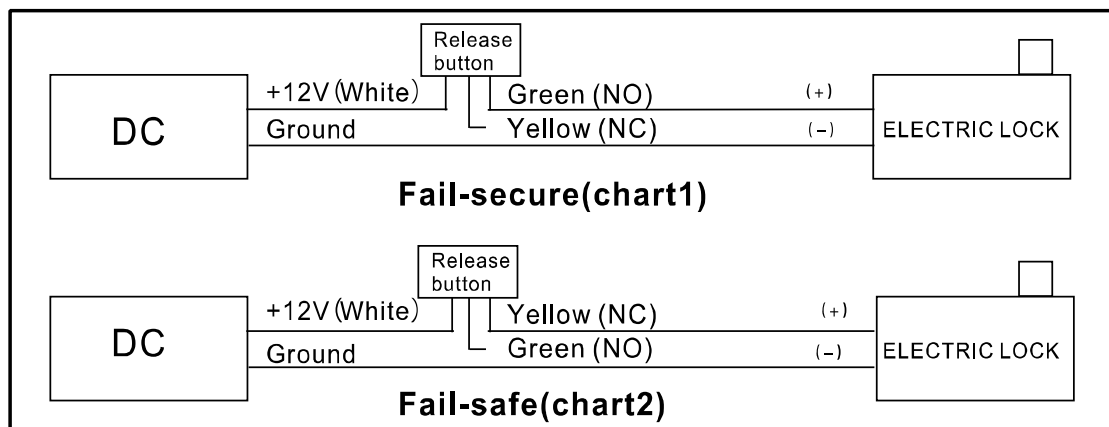 Release
button
+12V(White)
Green (NO)
(+)
DC
Ground
Yellow (NC)
(-)
ELECTRIC LOCK
Fail-secure(chart1)
Release
button
+12V(White)
Yellow (NC)
(+)
DC
Ground
Green (NO)
(-)
ELECTRIC LOCK
Fail-safe(chart2)